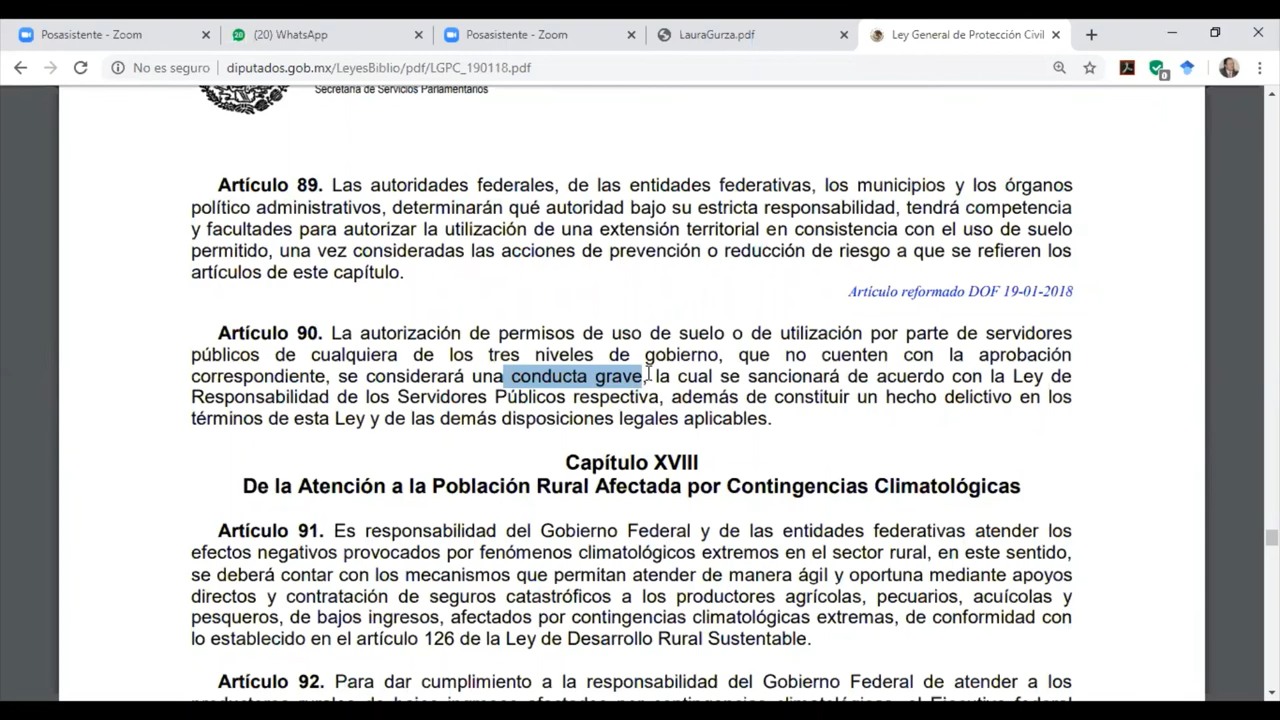 Posasistente - Zoom
(20) WhatsApp
Posasistente - Zoom
LauraGurza.pdf
Ley General de Protección Civil
No es seguro
deputados.gob.mx/LeyesBiblio/pdf/LGPC_190118.pdf
Secretaría de Servicios Parlamentarios
Artículo 89. Las autoridades federales, de las entidades federativas, los municipios y los órganos
político administrativos, determinarán qué autoridad bajo su estricta responsabilidad, tendrá competencia
y facultades para autorizar la utilización de una extensión territorial en consistencia con el uso de suelo
permitido, una vez consideradas las acciones de prevención o reducción de riesgo a que se refieren los
artículos de este capítulo.
Artículo reformado DOF 19-01-2018
Artículo 90. La autorización de permisos de uso de suelo o de utilización por parte de servidores
públicos de cualquiera de los tres niveles de gobierno, que no cuenten con la aprobación
correspondiente, se considerará una conducta grave, la cual se sancionará de acuerdo con la Ley de
Responsabilidad de los Servidores Públicos respectiva, además de constituir un hecho delictivo en los
términos de esta Ley y de las demás disposiciones legales aplicables.
Capítulo XVIII
De la Atención a la Población Rural Afectada por Contingencias Climatológicas
Artículo 91. Es responsabilidad del Gobierno Federal y de las entidades federativas atender los
efectos negativos provocados por fenómenos climatológicos extremos en el sector rural, en este sentido,
se deberá contar con los mecanismos que permitan atender de manera ágil y oportuna mediante apoyos
directos y contratación de seguros catastróficos a los productores agrícolas, pecuarios, acuícolas y
pesqueros, de bajos ingresos, afectados por contingencias climatológicas extremas, de conformidad con
lo establecido en el artículo 126 de la Ley de Desarrollo Rural Sustentable.
Artículo 92. Para dar cumplimiento a la responsabilidad del Gobierno Federal de atender a los